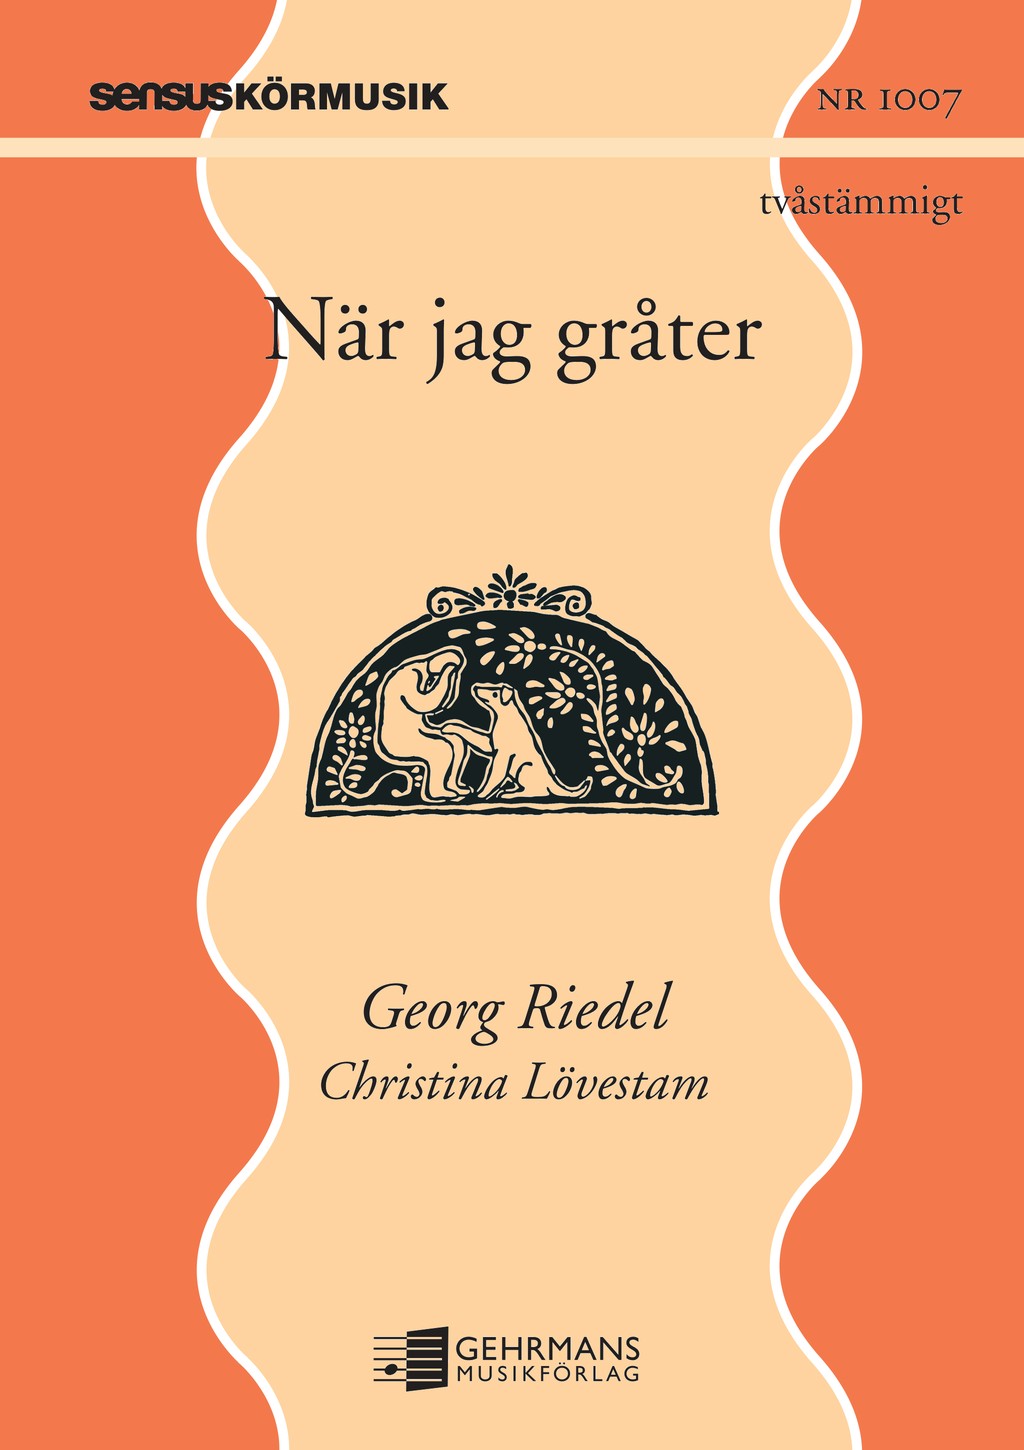 sensusKÖRMUSIK
NR 1007
tvåstämmigt
När jag gråter
Georg Riedel
Christina Lövestam
GEHRMANS
MUSIKFÖRLAG